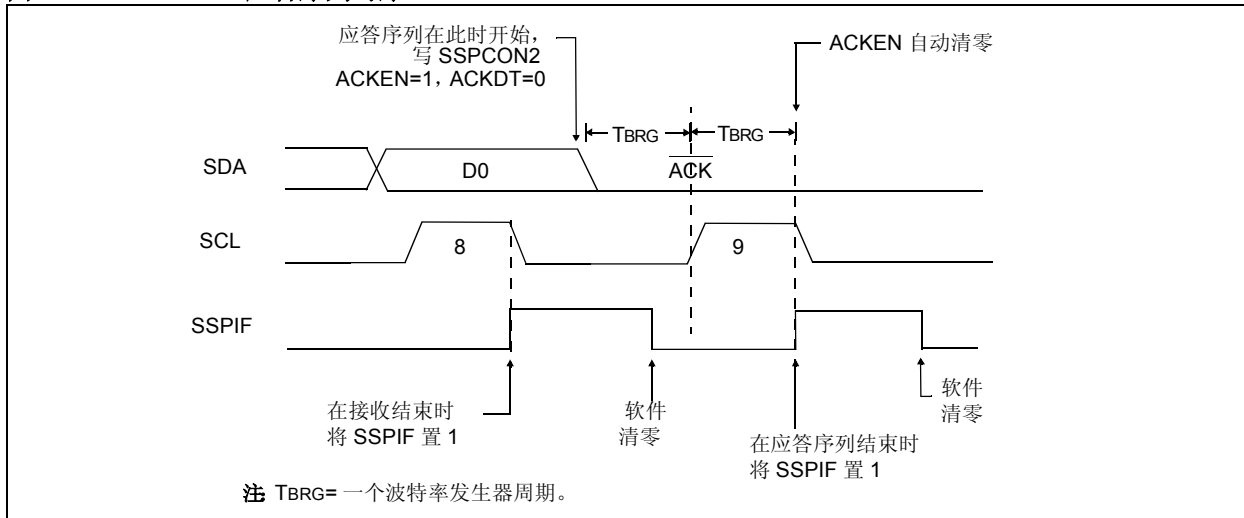 应答序列在此时开始，
写 SSPCON2
ACKEN=1，ACKDT=0
ACKEN 自动清零
TBRG
TBRG
SDA
D0
ACK
SCL
8
9
SSPIF
在接收结束时
将 SSPIF 置 1
软件
清零
在应答序列结束时
将 SSPIF 置 1
软件
清零
注: TBRG= 一个波特率发生器周期。